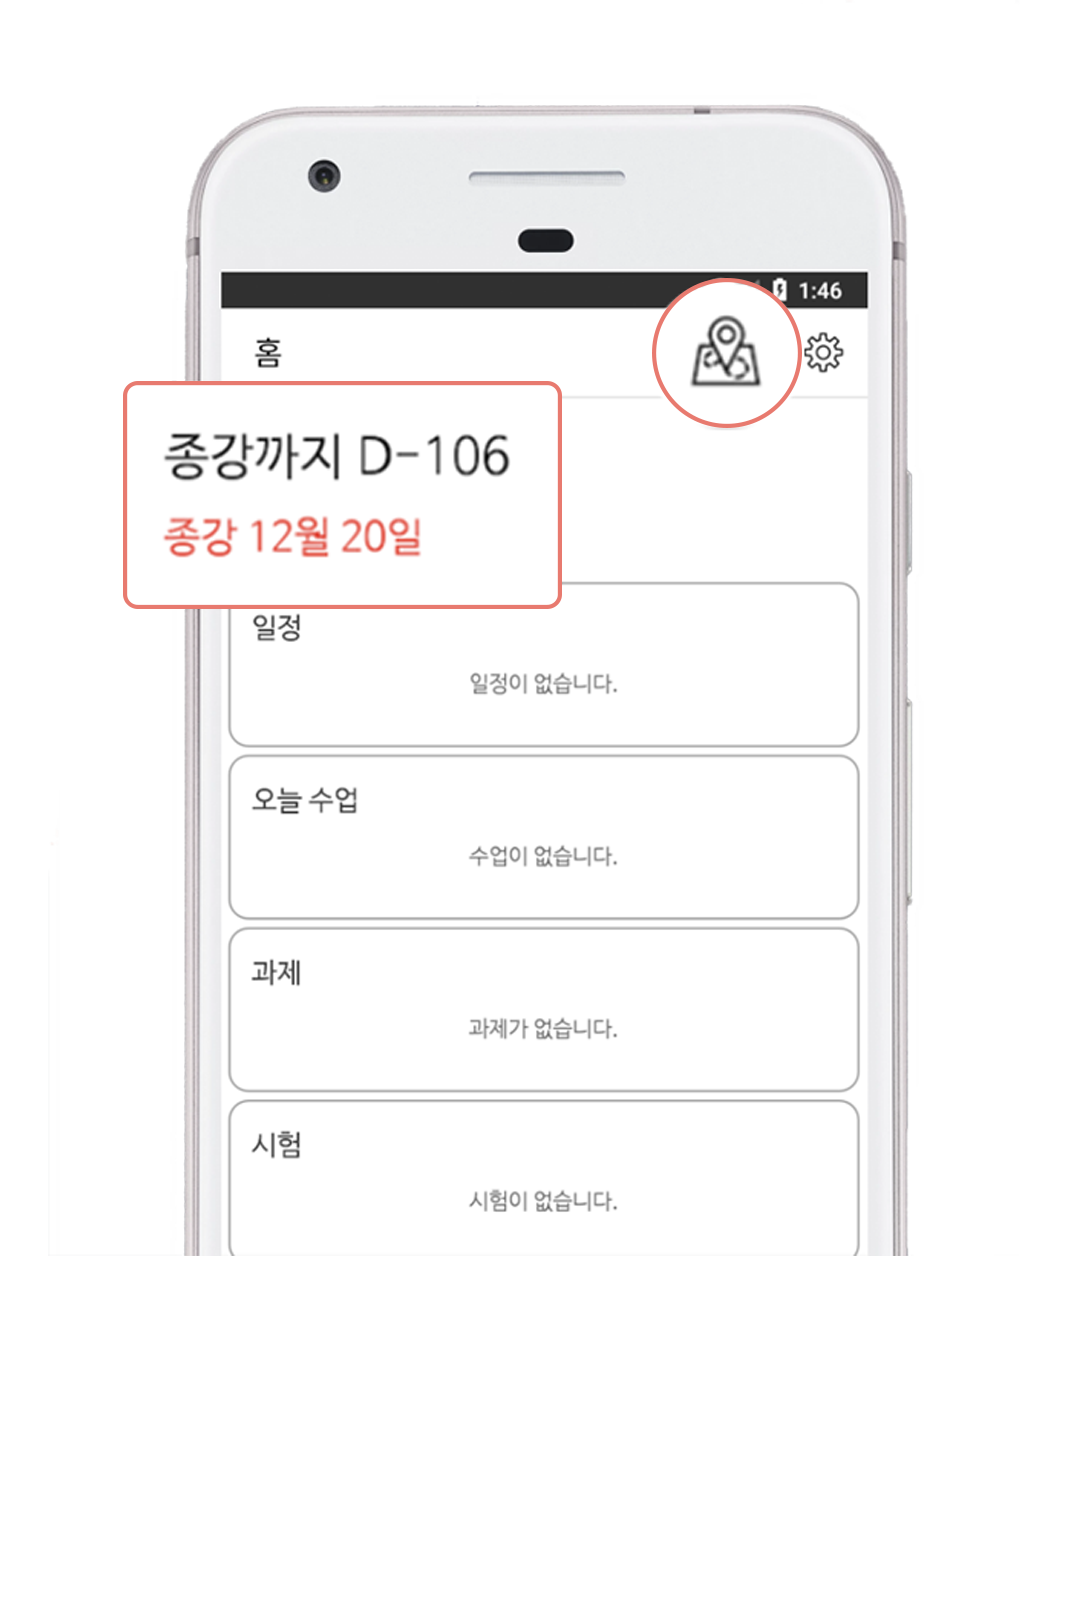 1:46
홈
종강까지 D-106
종강 12월 20일
일정
일정이 없습니다.
오늘 수업
수업이 없습니다.
과제
과제가 없습니다.
시험
시험이 없습니다.